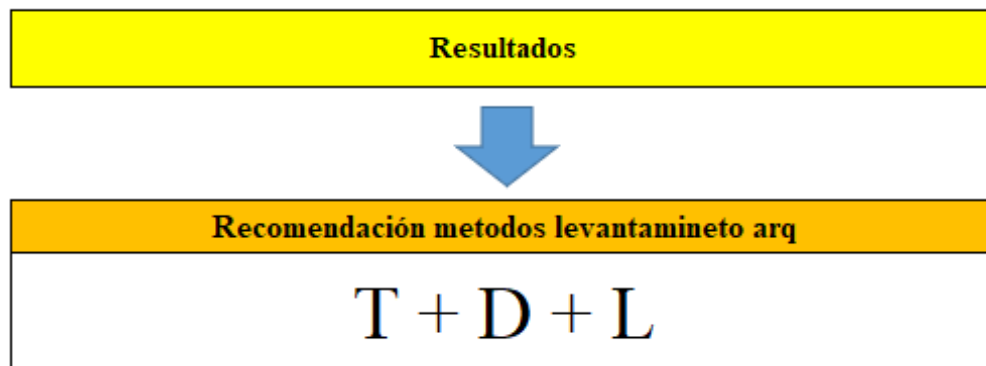 Resultados
Recomendación metodos levantamineto arq
T + D + L